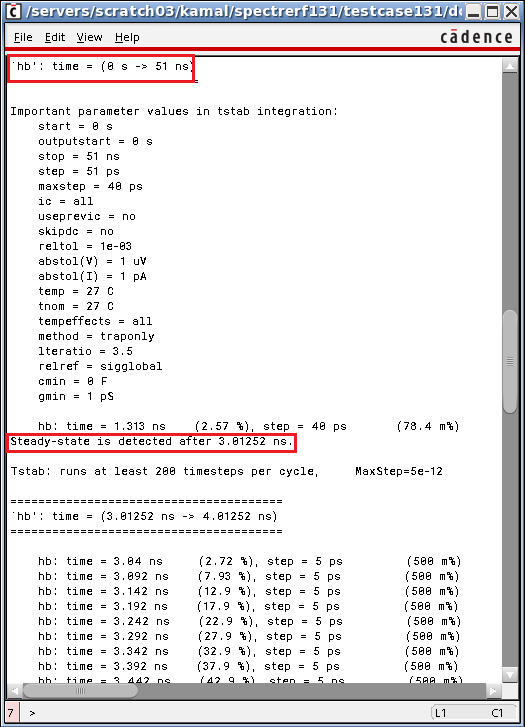 /servers/scratch03/kamal/spectrerf131/testcase131/d
File Edit View Help
cādence
`hb': time = (0 s -> 51 ns)
Important parameter values in tstab integration:
start = 0 s
outputstart = 0 s
stop = 51 ns
step = 51 ps
maxstep = 40 ps
ic = all
useprevic = no
skipdc = no
reltol = 1e-03
abstol(V) = 1 uV
abstol(I) = 1 pA
temp = 27 C
tnom = 27 C
tempeffects = all
method = traponly
lteratio = 3.5
relref = sigglobal
cmin = 0 F
gmin = 1 pS
hb: time = 1.313 ns (2.57 %), step = 40 ps (78.4 m%)
Steady-state is detected after 3.01252 ns.
Tstab: runs at least 200 timesteps per cycle, MaxStep=5e-12
=======================================
`hb': time = (3.01252 ns -> 4.01252 ns)
=======================================
hb: time = 3.04 ns (2.72 %), step = 5 ps (500 m%)
hb: time = 3.092 ns (7.93 %), step = 5 ps (500 m%)
hb: time = 3.142 ns (12.9 %), step = 5 ps (500 m%)
hb: time = 3.192 ns (17.9 %), step = 5 ps (500 m%)
hb: time = 3.242 ns (22.9 %), step = 5 ps (500 m%)
hb: time = 3.292 ns (27.9 %), step = 5 ps (500 m%)
hb: time = 3.342 ns (32.9 %), step = 5 ps (500 m%)
hb: time = 3.392 ns (37.9 %), step = 5 ps (500 m%)
hb: time = 3.442 ns (42.9 %), step = 5 ps (500 m%)
7 >
L1 C1